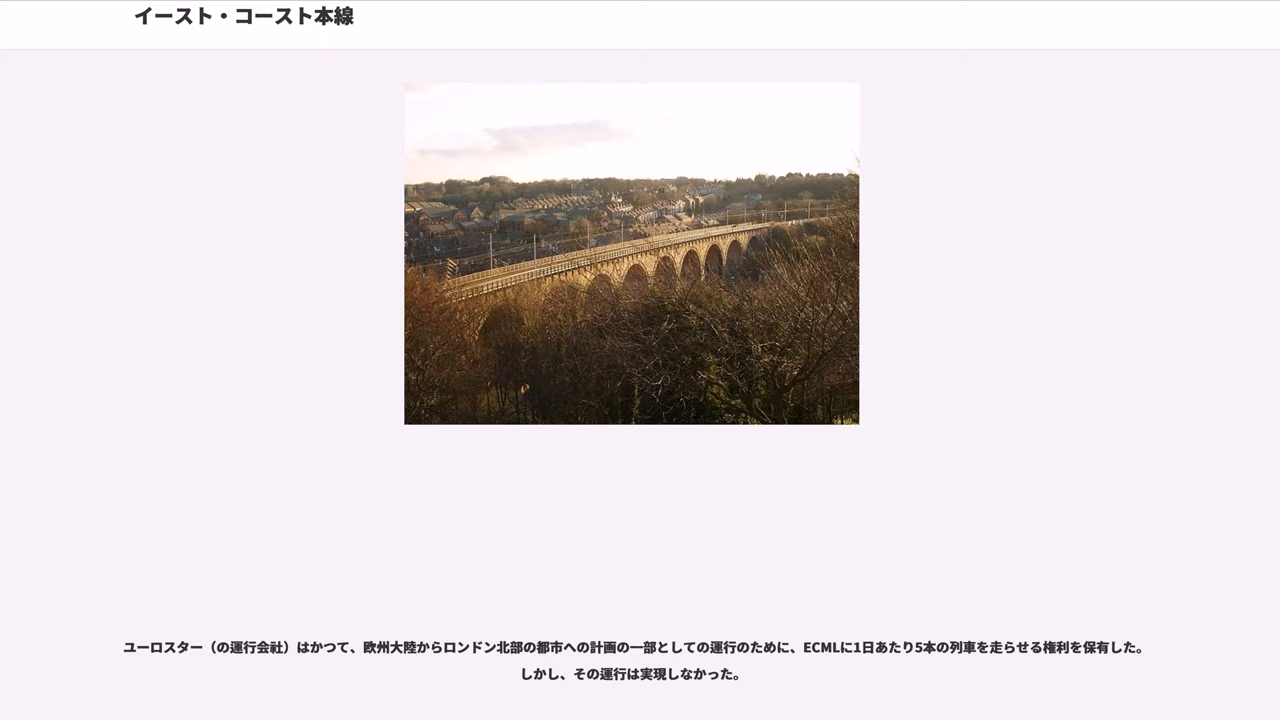 イースト・コースト本線
ユーロスター（の運行会社）はかつて、欧州大陸からロンドン北部の都市への計画の一部としての運行のために、ECMLに1日あたり5本の列車を走らせる権利を保有した。
しかし、その運行は実現しなかった。